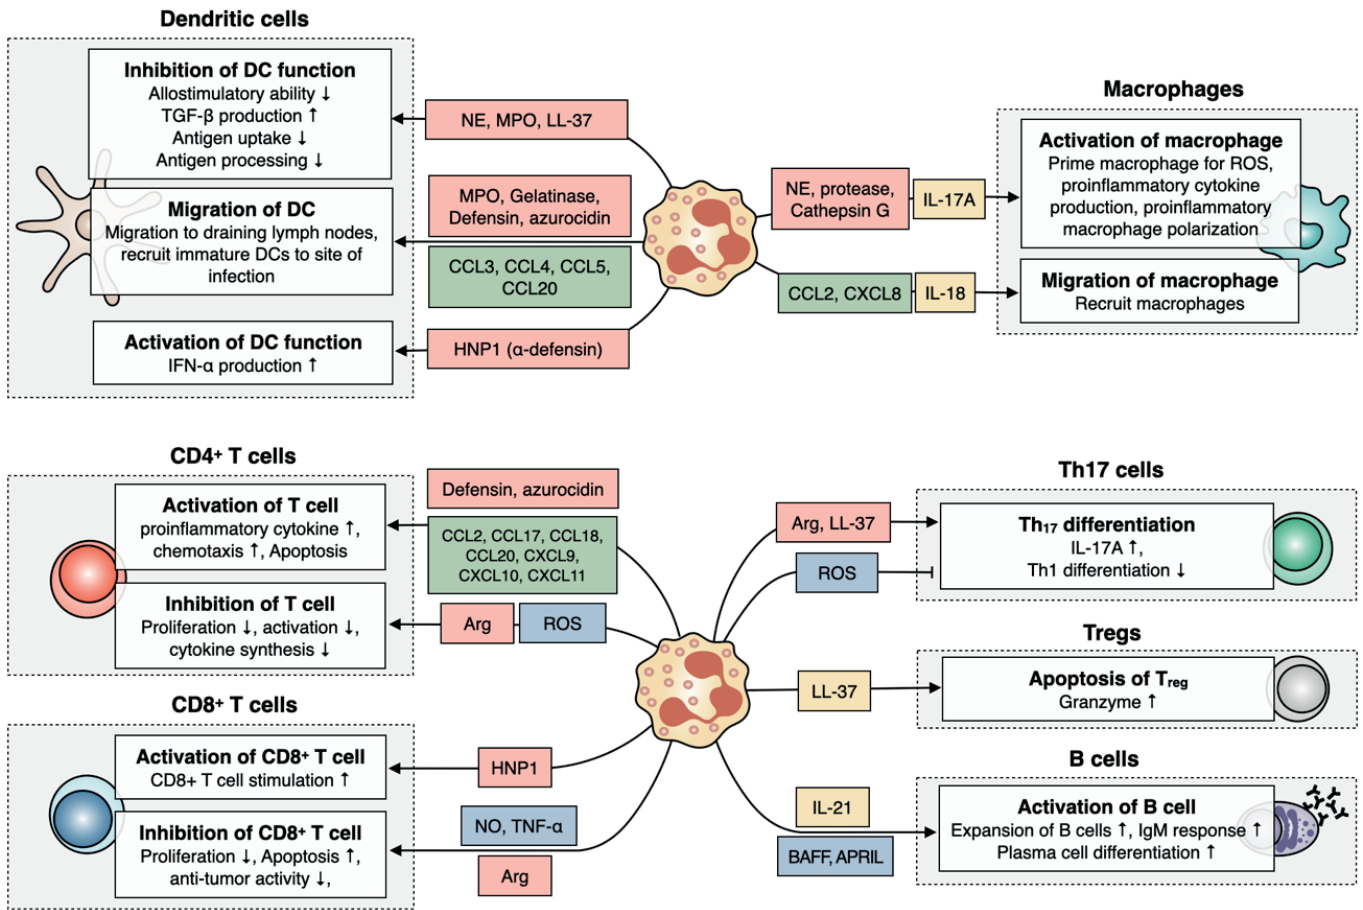 Dendritic cells
Inhibition of DC function
Allostimulatory ability ↓
TGF-β production ↑
Antigen uptake ↓
Antigen processing ↓
NE, MPO, LL-37
Migration of DC
Migration to draining lymph nodes,
recruit immature DCs to site of
infection
MPO, Gelatinase,
Defensin, azurocidin
CCL3, CCL4, CCL5,
CCL20
Activation of DC function
IFN-α production ↑
HNP1 (α-defensin)
Macrophages
NE, protease,
Cathepsin G
IL-17A
Activation of macrophage
Prime macrophage for ROS,
proinflammatory cytokine
production, proinflammatory
macrophage polarization
CCL2, CXCL8
IL-18
Migration of macrophage
Recruit macrophages
CD4⁺ T cells
Activation of T cell
proinflammatory cytokine ↑,
chemotaxis ↑, Apoptosis
Defensin, azurocidin
CCL2, CCL17, CCL18,
CCL20, CXCL9,
CXCL10, CXCL11
Inhibition of T cell
Proliferation ↓, activation ↓,
cytokine synthesis ↓
Arg
ROS
CD8⁺ T cells
Activation of CD8⁺ T cell
CD8+ T cell stimulation ↑
HNP1
Inhibition of CD8⁺ T cell
Proliferation ↓, Apoptosis ↑,
anti-tumor activity ↓,
NO, TNF-α
Arg
Th17 cells
Arg, LL-37
ROS
Th₁₇ differentiation
IL-17A ↑,
Th1 differentiation ↓
Tregs
LL-37
Apoptosis of Treg
Granzyme ↑
B cells
IL-21
BAFF, APRIL
Activation of B cell
Expansion of B cells ↑, IgM response ↑
Plasma cell differentiation ↑